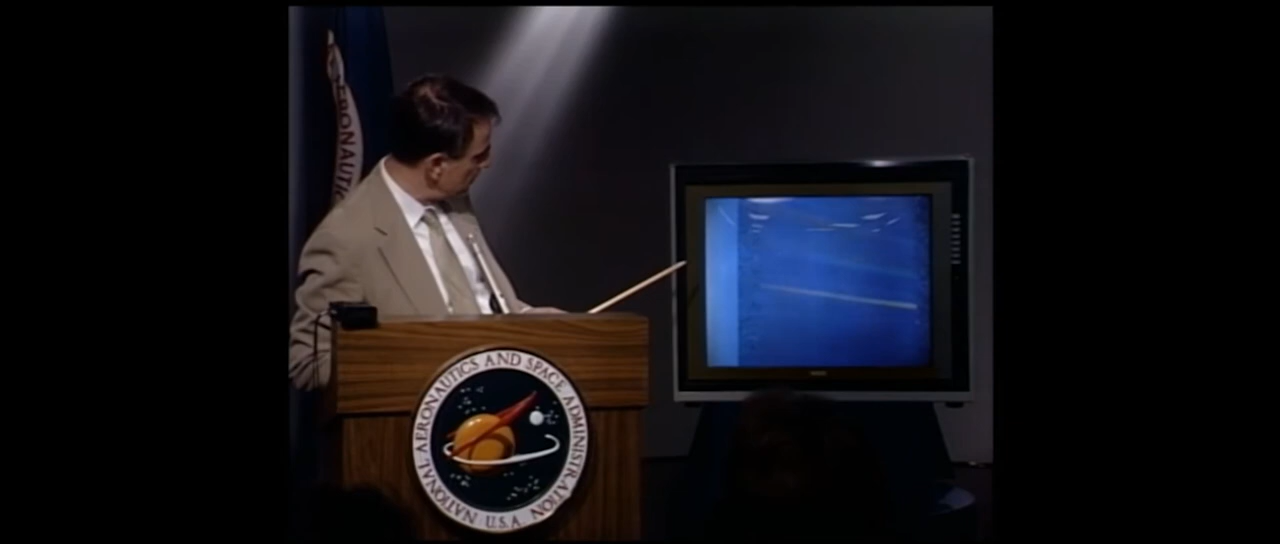 ERONAUTIC
NATIONAL AERONAUTICS AND SPACE ADMINISTRATION
U.S.A.